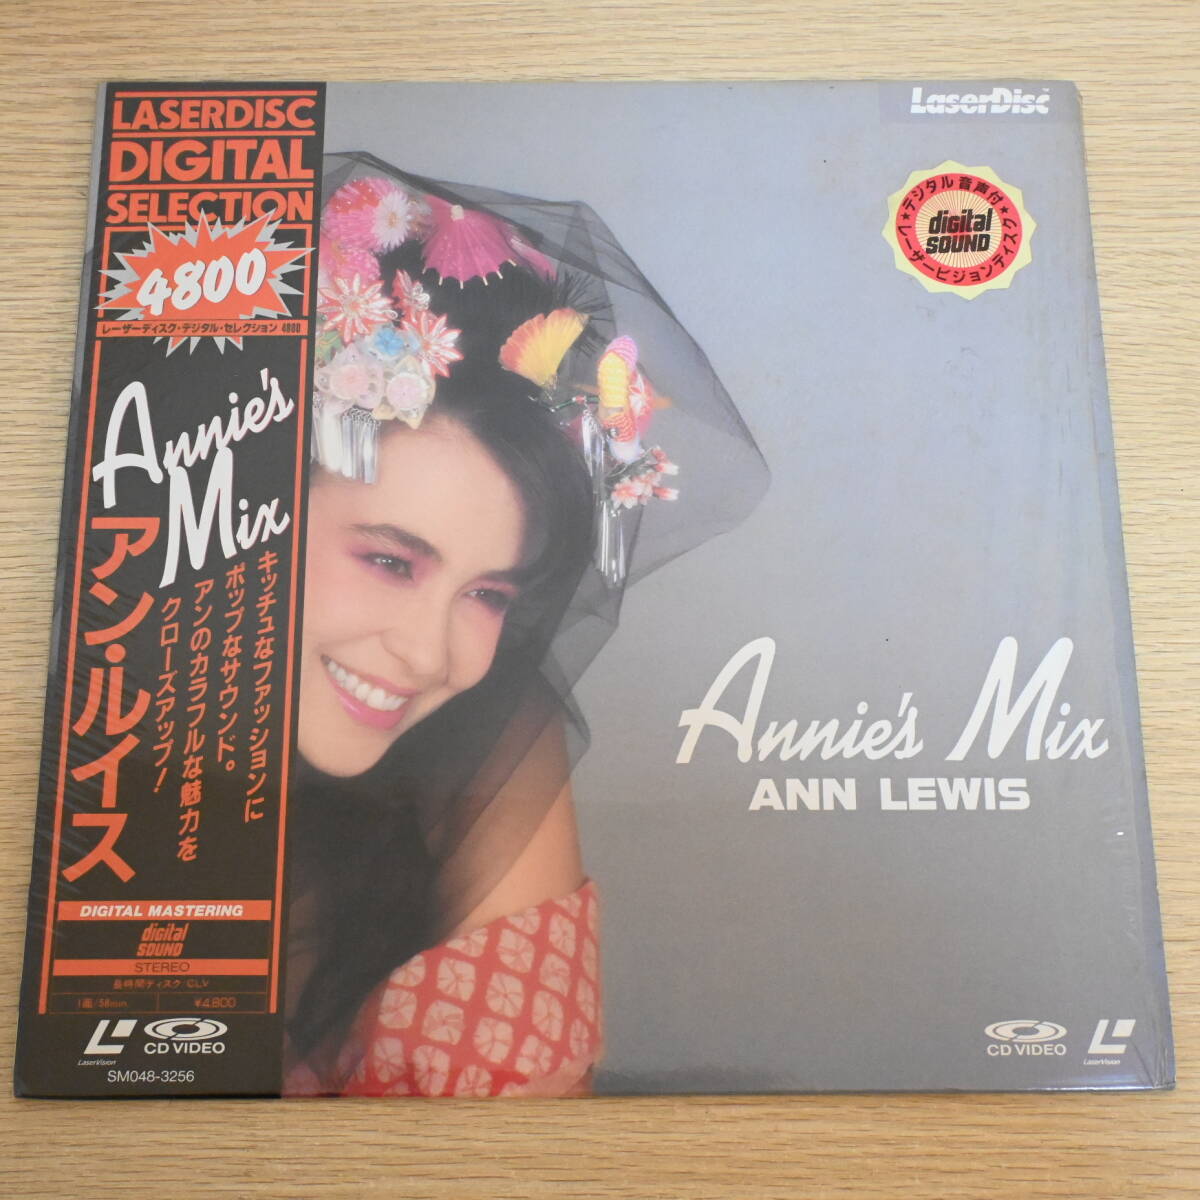 LASERDISC
DIGITAL
SELECTION
4800
レーザーディスク・デジタル・セレクション 4800
Annie's
Mix
アン・ルイス
キッチュなファッションに
ポップなサウンド。
アンのカラフルな魅力を
クローズアップ!
DIGITAL MASTERING
digital
SOUND
STEREO
長時間ディスク/CLV
1面/58min. ¥4,800
LaserVision
CD VIDEO
SM048-3256
LaserDisc
デジタル音声付★
digital
SOUND
★レーザービジョンディスク
Annie's Mix
ANN LEWIS
CD VIDEO
LaserVision